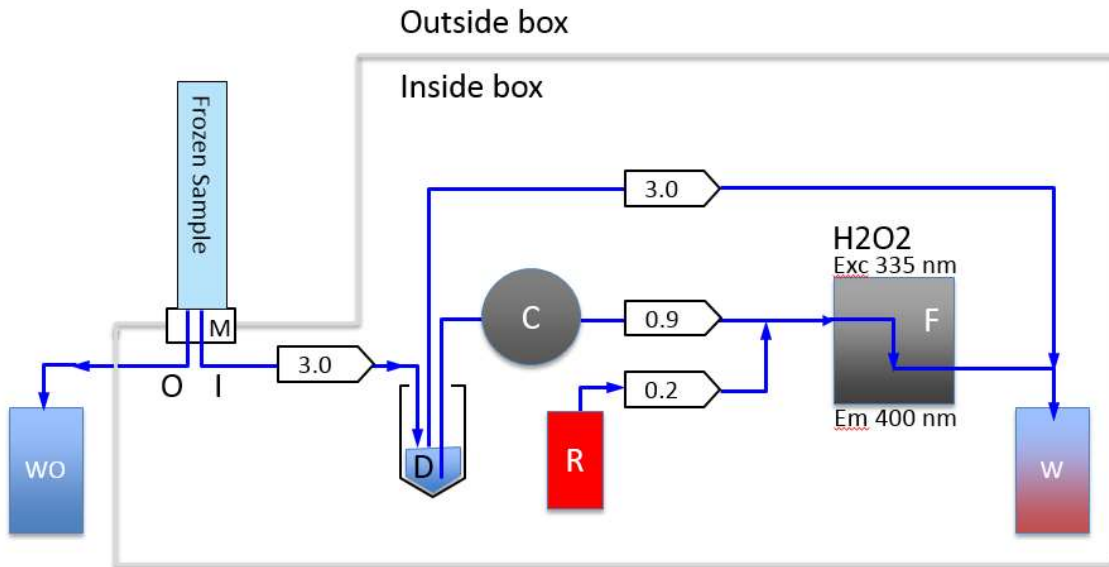 Outside box
Inside box
Frozen Sample
3.0
H2O2
Exc 335 nm
C
0.9
F
M
3.0
O
I
0.2
Em 400 nm
WO
D
R
W